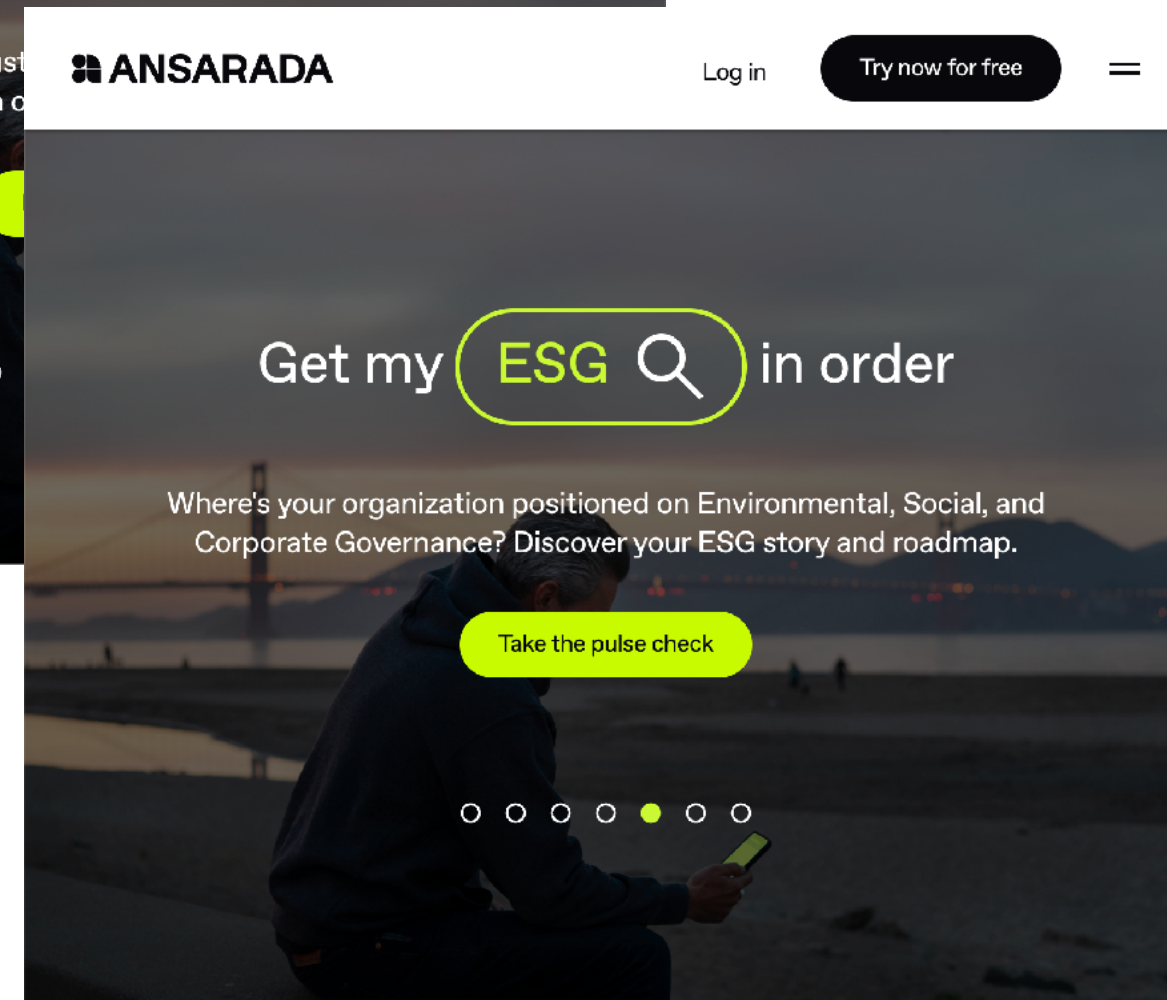 ANSARADA
Log in
Try now for free
Get my ESG in order
Where's your organization positioned on Environmental, Social, and
Corporate Governance? Discover your ESG story and roadmap.
Take the pulse check